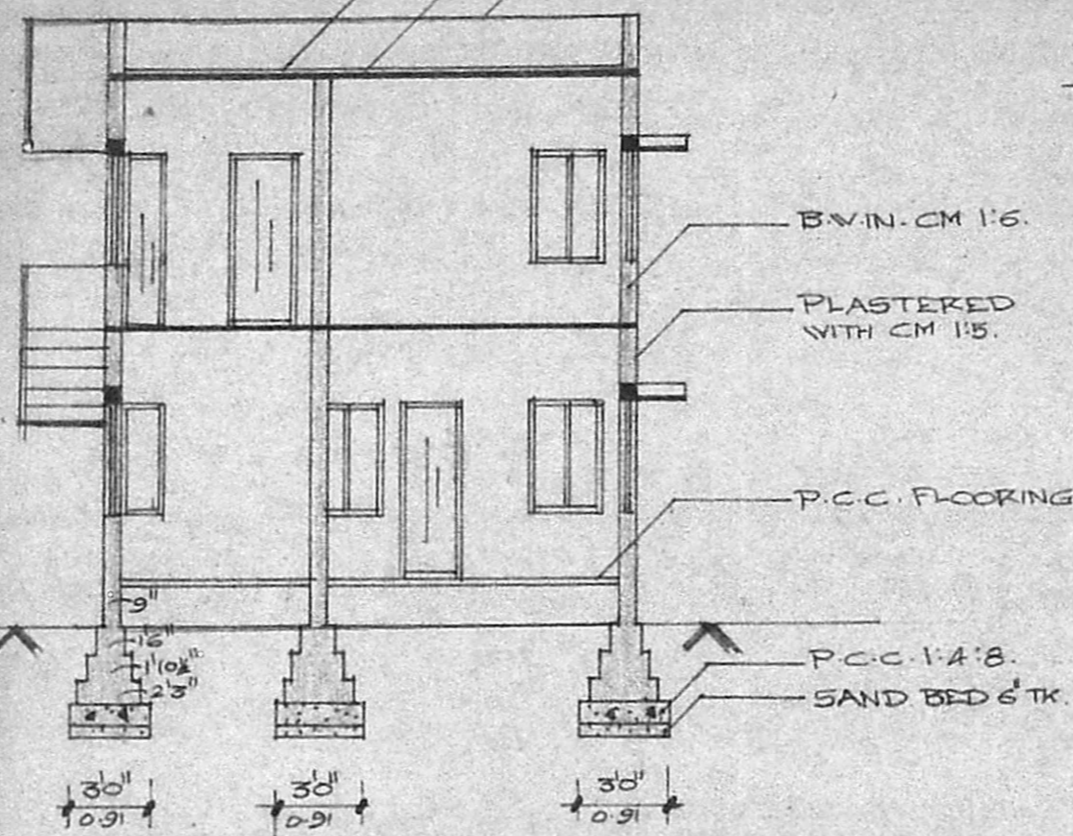 B.W.IN. CM 1:6.
PLASTERED
WITH CM 1:5.
P.C.C. FLOORING
9"
1'6"
1'10½"
2'3"
P.C.C. 1:4:8.
SAND BED 6" TK.
3'0" 3'0" 3'0"
0.91 0.91 0.91